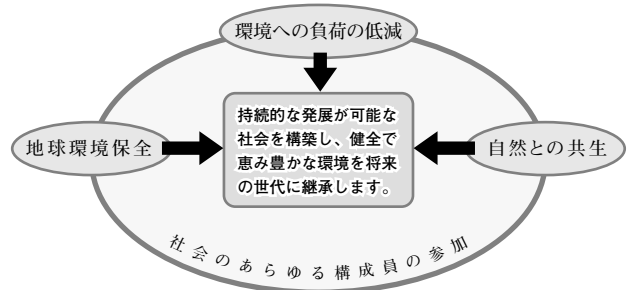 環境への負荷の低減
持続的な発展が可能な
社会を構築し、健全で
恵み豊かな環境を将来
の世代に継承します。
地球環境保全
自然との共生
社会のあらゆる構成員の参加